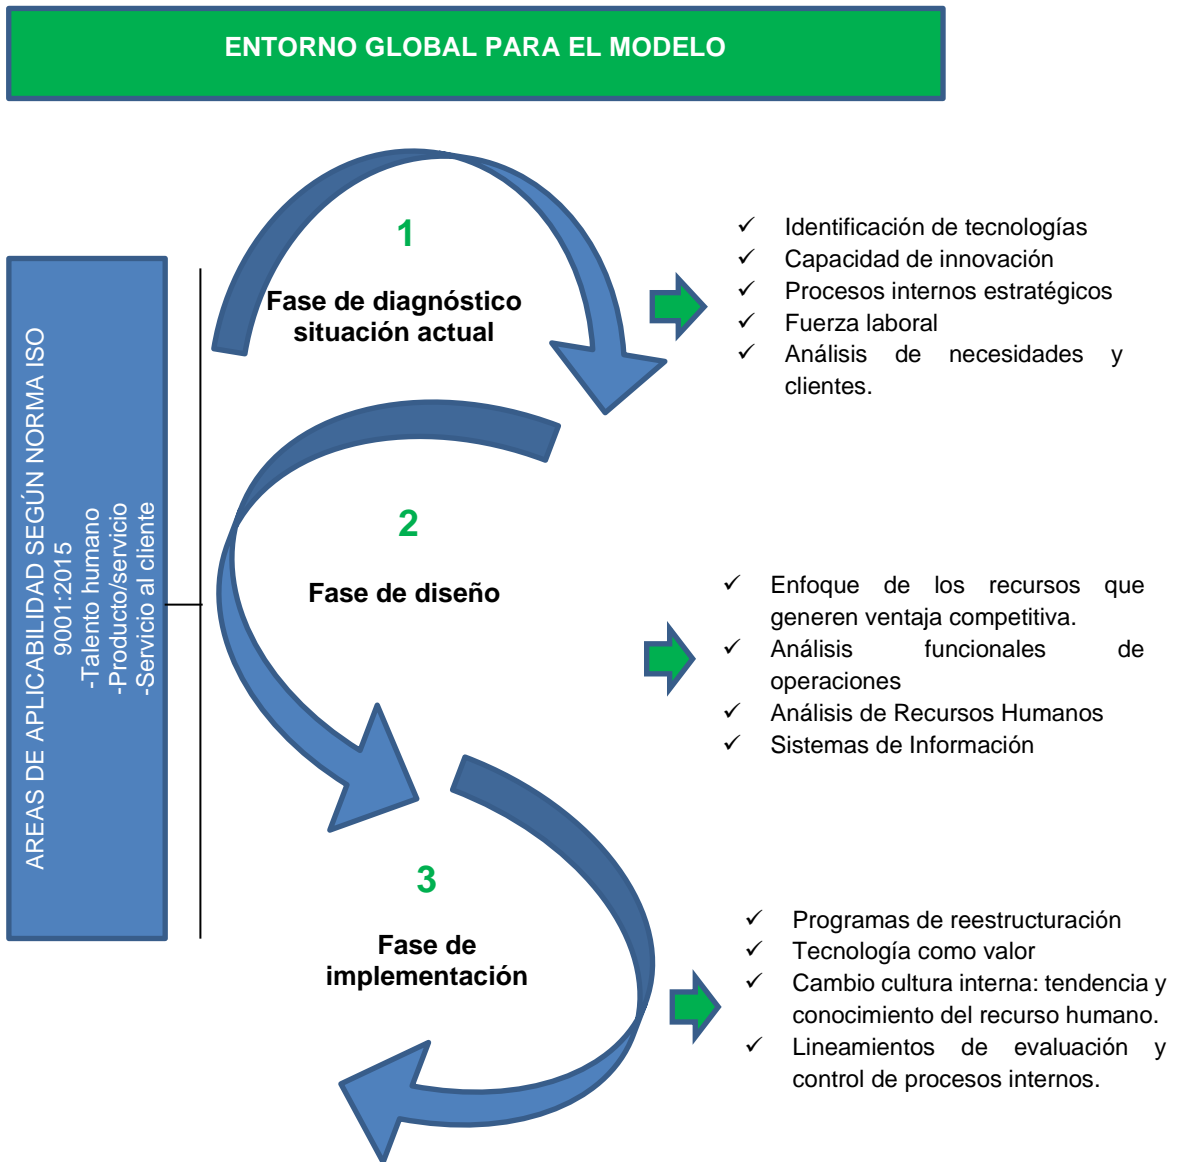 ENTORNO GLOBAL PARA EL MODELO
AREAS DE APLICABILIDAD SEGÚN NORMA ISO
9001:2015
-Talento humano
-Producto/servicio
-Servicio al cliente
1
Fase de diagnóstico
situación actual
✓ Identificación de tecnologías
✓ Capacidad de innovación
✓ Procesos internos estratégicos
✓ Fuerza laboral
✓ Análisis de necesidades y
clientes.
2
Fase de diseño
✓ Enfoque de los recursos que
generen ventaja competitiva.
✓ Análisis funcionales de
operaciones
✓ Análisis de Recursos Humanos
✓ Sistemas de Información
3
Fase de
implementación
✓ Programas de reestructuración
✓ Tecnología como valor
✓ Cambio cultura interna: tendencia y
conocimiento del recurso humano.
✓ Lineamientos de evaluación y
control de procesos internos.